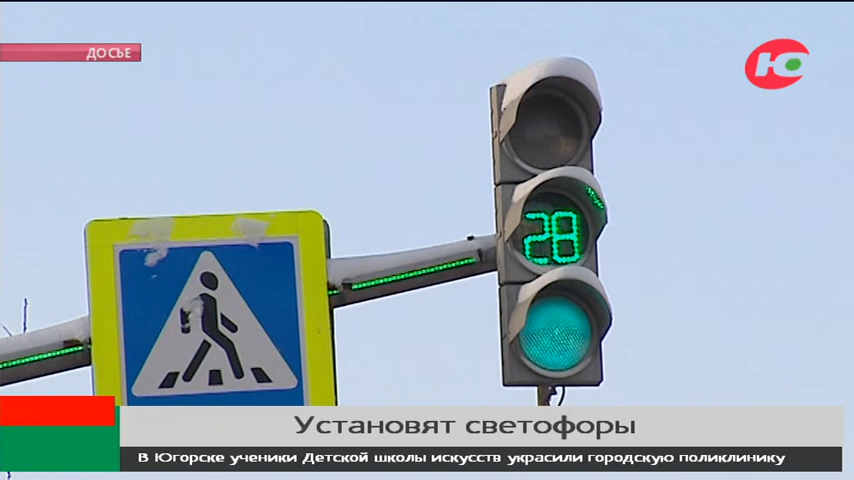 ДОСЬЕ
Ю
28
Установят светофоры
В Югорске ученики Детской школы искусств украсили городскую поликлинику